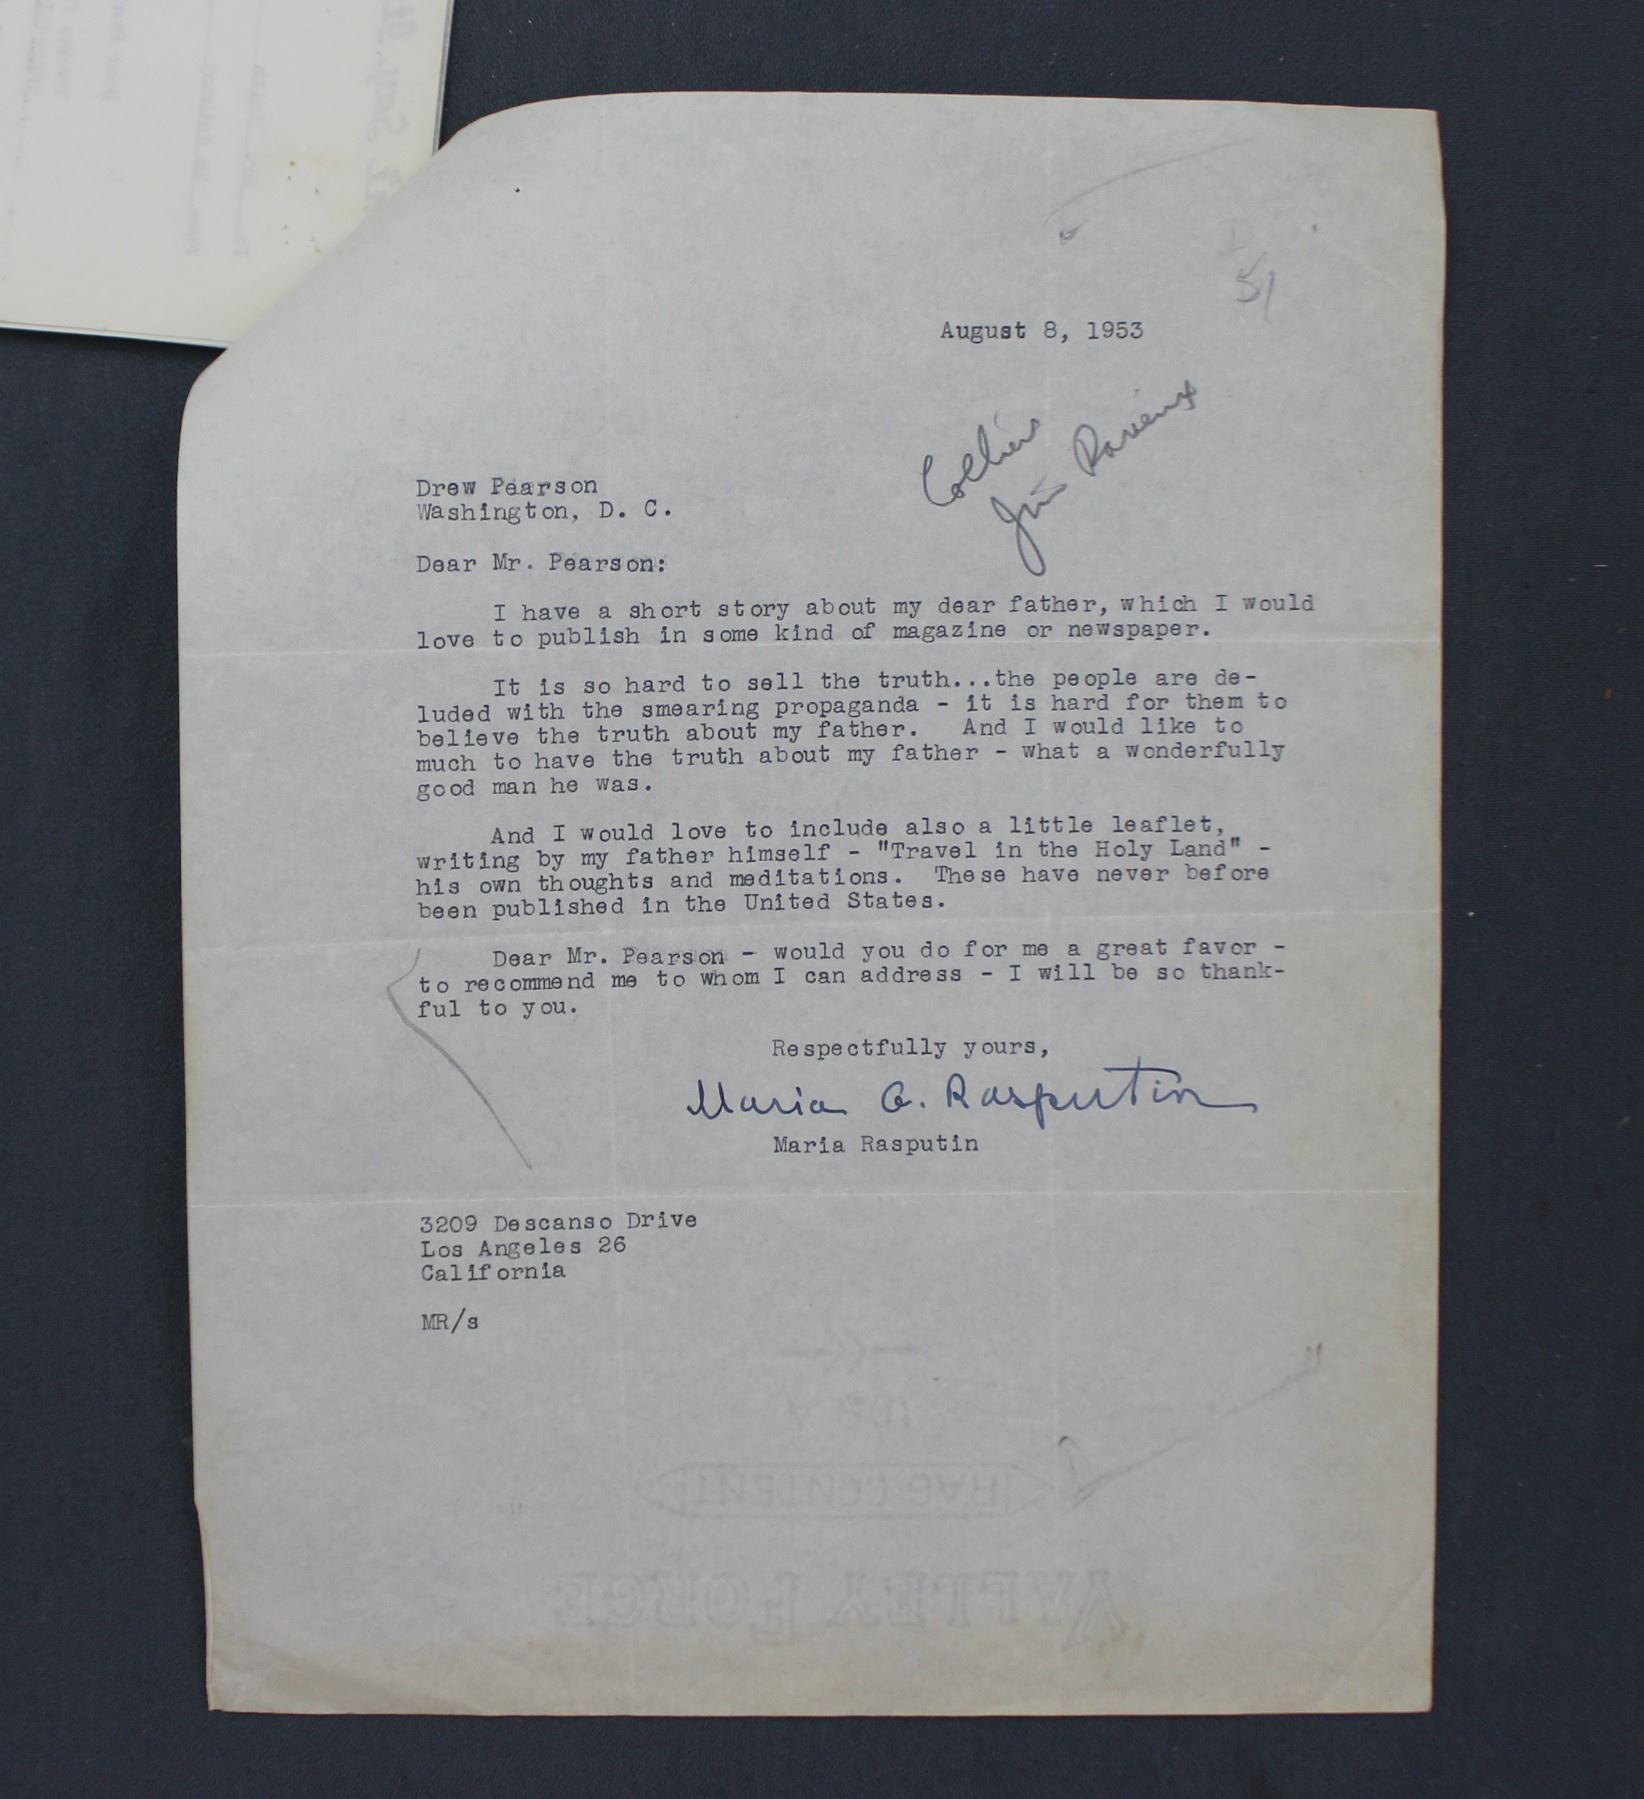 51
August 8, 1953
Colliers
Jim
Drew Pearson
Washington, D. C.
Dear Mr. Pearson:
I have a short story about my dear father, which I would
love to publish in some kind of magazine or newspaper.
It is so hard to sell the truth...the people are de-
luded with the smearing propaganda - it is hard for them to
believe the truth about my father. And I would like to
much to have the truth about my father - what a wonderfully
good man he was.
And I would love to include also a little leaflet,
writing by my father himself - "Travel in the Holy Land" -
his own thoughts and meditations. These have never before
been published in the United States.
Dear Mr. Pearson - would you do for me a great favor -
to recommend me to whom I can address - I will be so thank-
ful to you.
Respectfully yours,
Maria G. Rasputin
Maria Rasputin
3209 Descanso Drive
Los Angeles 26
California
MR/s
USA
RAG CONTENT
VALLEY FORGE